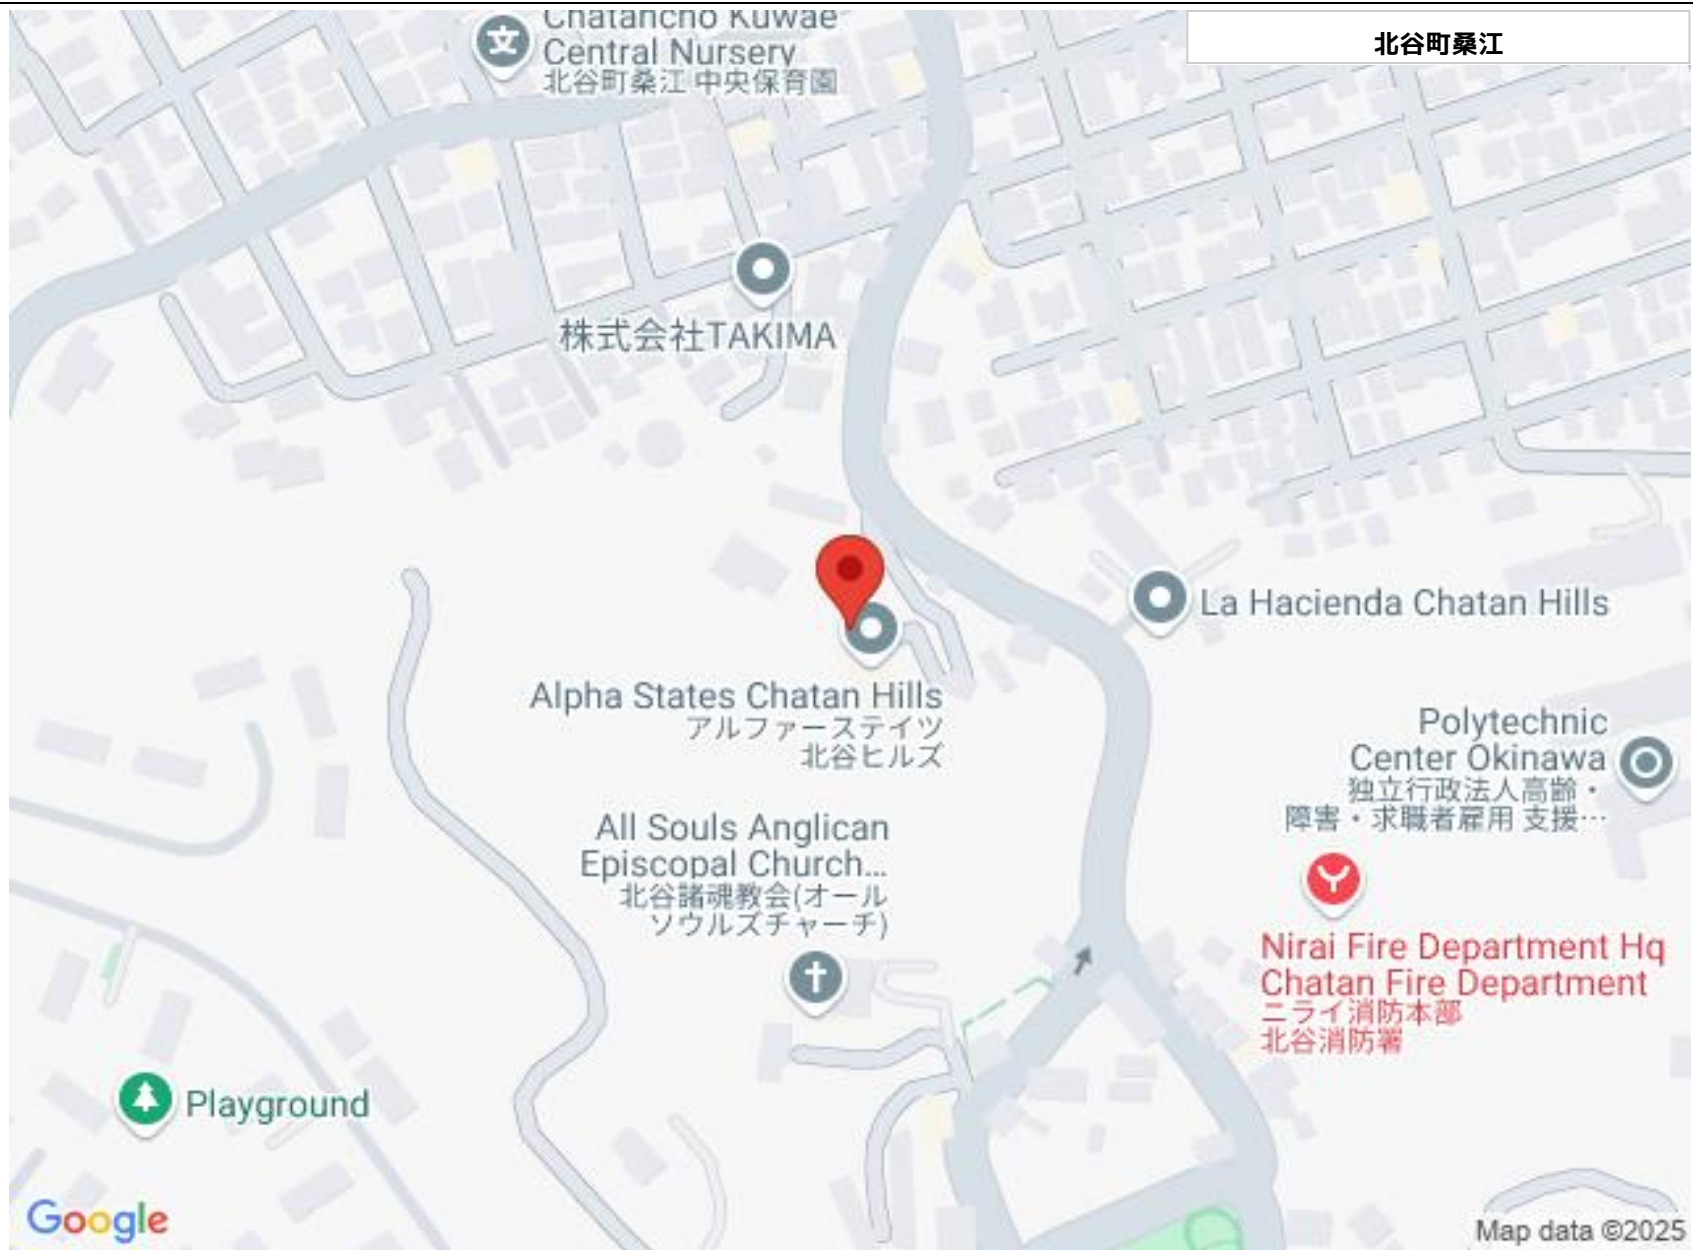 Chatancho Kuwae
Central Nursery
北谷町桑江 中央保育園
北谷町桑江
株式会社TAKIMA
La Hacienda Chatan Hills
Alpha States Chatan Hills
アルファーステイツ
北谷ヒルズ
Polytechnic
Center Okinawa
独立行政法人高齢・
障害・求職者雇用 支援…
All Souls Anglican
Episcopal Church...
北谷諸魂教会(オール
ソウルズチャーチ)
Nirai Fire Department Hq
Chatan Fire Department
ニライ消防本部
北谷消防署
Playground
Google
Map data ©2025